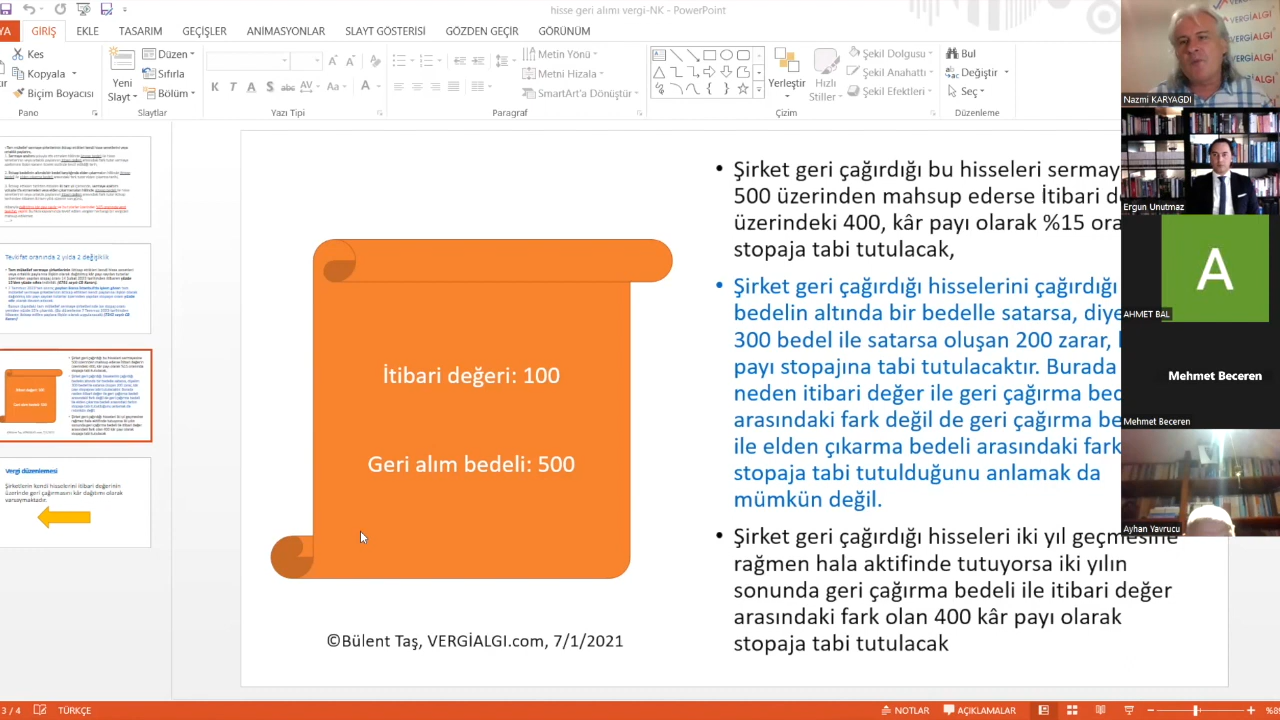 hisse geri alımı vergi-NK - PowerPoint
YA
GİRİŞ
EKLE
TASARIM
GEÇİŞLER
ANİMASYONLAR
SLAYT GÖSTERİSİ
GÖZDEN GEÇİR
GÖRÜNÜM
Kes
Kopyala
Biçim Boyacısı
Pano
Yeni
Slayt
Düzen
Sıfırla
Bölüm
Slaytlar
K T A S abc AV Aa A
Yazı Tipi
Metin Yönü
Metni Hizala
SmartArt'a Dönüştür
Paragraf
Yerleştir
Hızlı
Stiller
Şekil Dolgusu
Şekil Anahattı
Şekil Efektleri
Çizim
Bul
Değiştir
Seç
Düzenleme
Tevkifat oranında 2 yılda 2 değişiklik
Vergi düzenlemesi
Şirketlerin kendi hisselerini itibari değerinin
üzerinde geri çağırmasını kâr dağıtımı olarak
varsaymaktadır.
İtibari değeri: 100
Geri alım bedeli: 500
©Bülent Taş, VERGİALGI.com, 7/1/2021
• Şirket geri çağırdığı bu hisseleri sermay
üzerinden mahsup ederse İtibari d
üzerindeki 400, kâr payı olarak %15 ora
stopaja tabi tutulacak,
• Şirket geri çağırdığı hisselerini çağırdığı
bedelin altında bir bedelle satarsa, diye
300 bedel ile satarsa oluşan 200 zarar,
payı stopajına tabi tutulacaktır. Burada
neden itibari değer ile geri çağırma bed
arasındaki fark değil de geri çağırma be
ile elden çıkarma bedeli arasındaki fark
stopaja tabi tutulduğunu anlamak da
mümkün değil.
• Şirket geri çağırdığı hisseleri iki yıl geçmesine
rağmen hala aktifinde tutuyorsa iki yılın
sonunda geri çağırma bedeli ile itibari değer
arasındaki fark olan 400 kâr payı olarak
stopaja tabi tutulacak
VERGİALGI
Nazmi KARYAGDI
Ergun Unutmaz
A
AHMET BAL
Mehmet Beceren
Mehmet Beceren
Ayhan Yavrucu
3 / 4
TÜRKÇE
NOTLAR
AÇIKLAMALAR